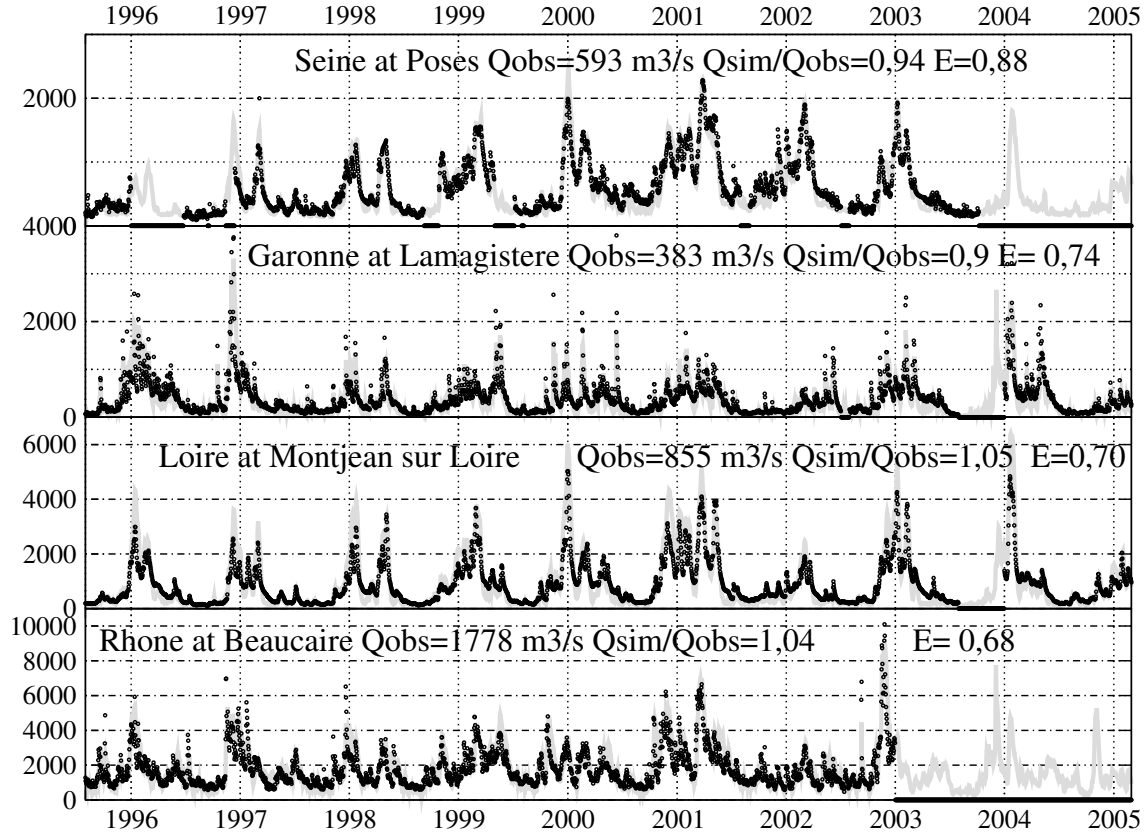 1996 1997 1998 1999 2000 2001 2002 2003 2004 2005
Seine at Poses Qobs=593 m3/s Qsim/Qobs=0,94 E=0,88
2000
4000
Garonne at Lamagistere Qobs=383 m3/s Qsim/Qobs=0,9 E= 0,74
2000
0
6000
Loire at Montjean sur Loire Qobs=855 m3/s Qsim/Qobs=1,05 E=0,70
4000
2000
0
10000
Rhone at Beaucaire Qobs=1778 m3/s Qsim/Qobs=1,04 E= 0,68
8000
6000
4000
2000
0
1996 1997 1998 1999 2000 2001 2002 2003 2004 2005